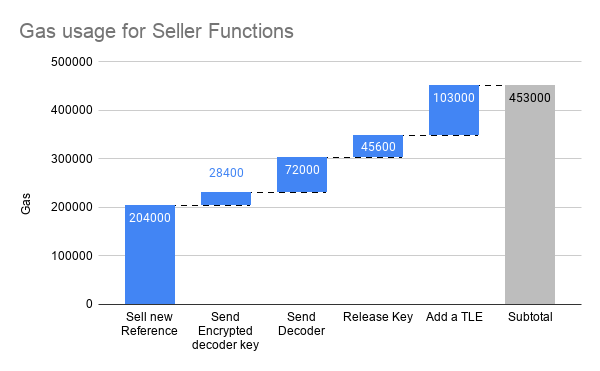 Gas usage for Seller Functions
500000
400000
300000
200000
100000
0
Gas
204000
28400
72000
45600
103000
453000
Sell new
Reference
Send
Encrypted
decoder key
Send
Decoder
Release Key
Add a TLE
Subtotal